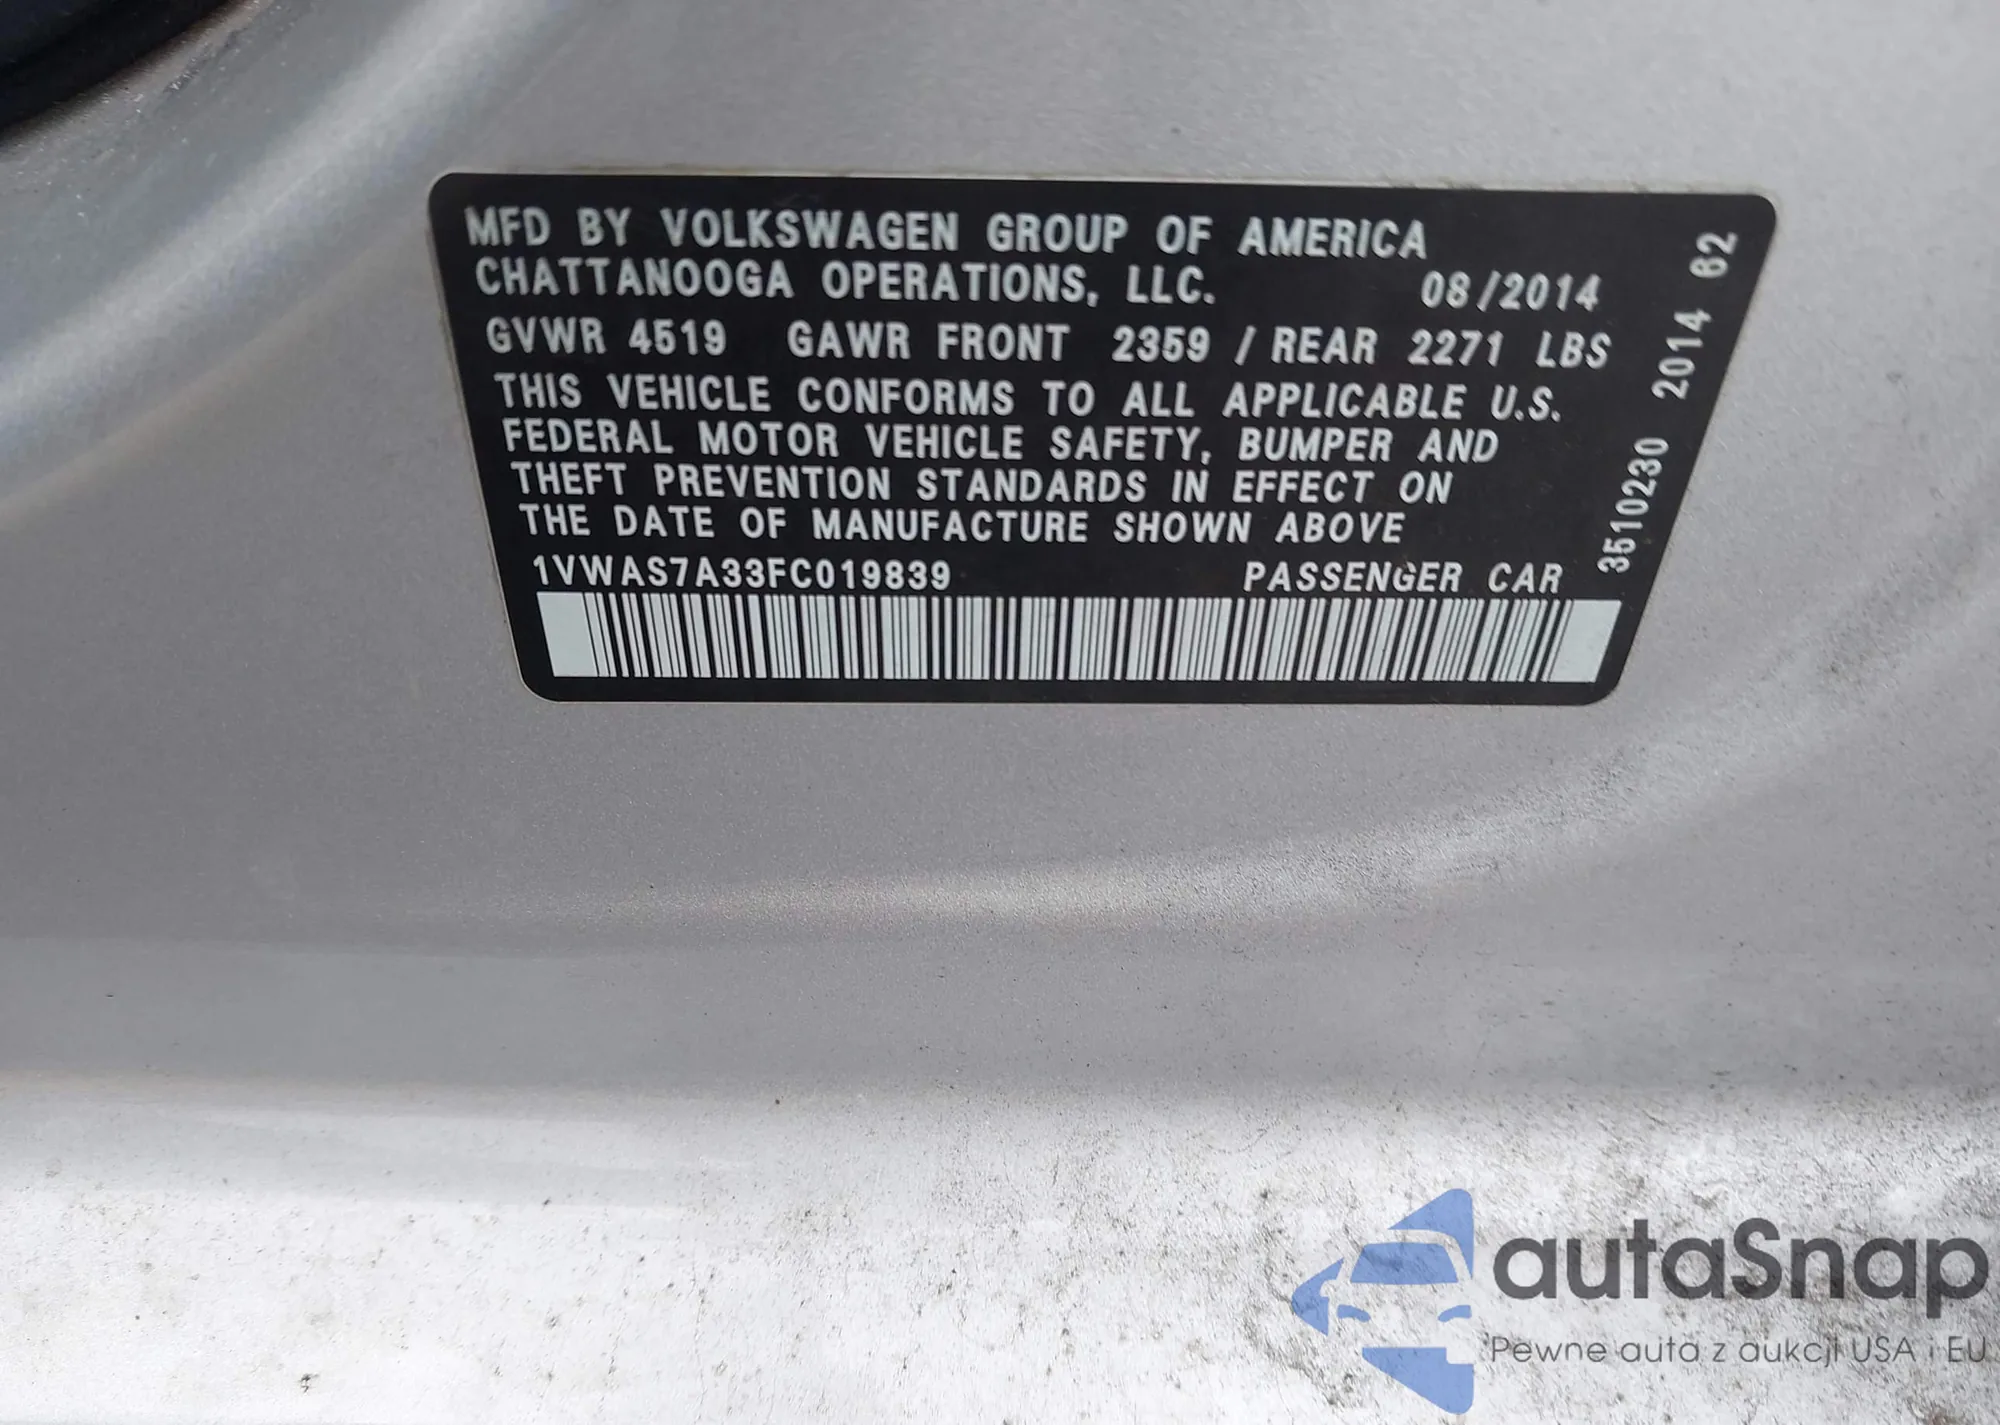 MFD BY VOLKSWAGEN GROUP OF AMERICA
CHATTANOOGA OPERATIONS, LLC. 08/2014
GVWR 4519 GAWR FRONT 2359 / REAR 2271 LBS
THIS VEHICLE CONFORMS TO ALL APPLICABLE U.S.
FEDERAL MOTOR VEHICLE SAFETY, BUMPER AND
THEFT PREVENTION STANDARDS IN EFFECT ON
THE DATE OF MANUFACTURE SHOWN ABOVE
1VWAS7A33FC019839 PASSENGER CAR
3510230 2014 62
autaSnap
Pewne auta z aukcji USA i EU